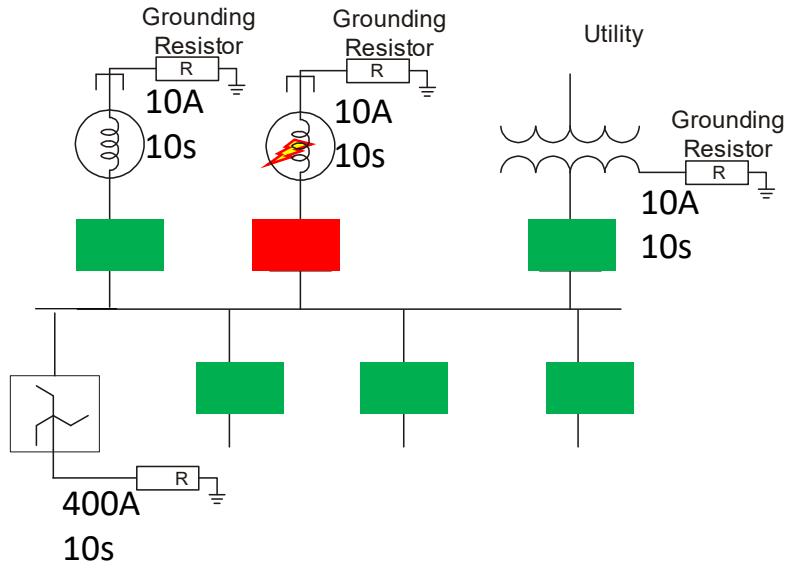 Grounding
Resistor
R
10A
10s
Grounding
Resistor
R
10A
10s
Utility
Grounding
Resistor
R
10A
10s
R
400A
10s